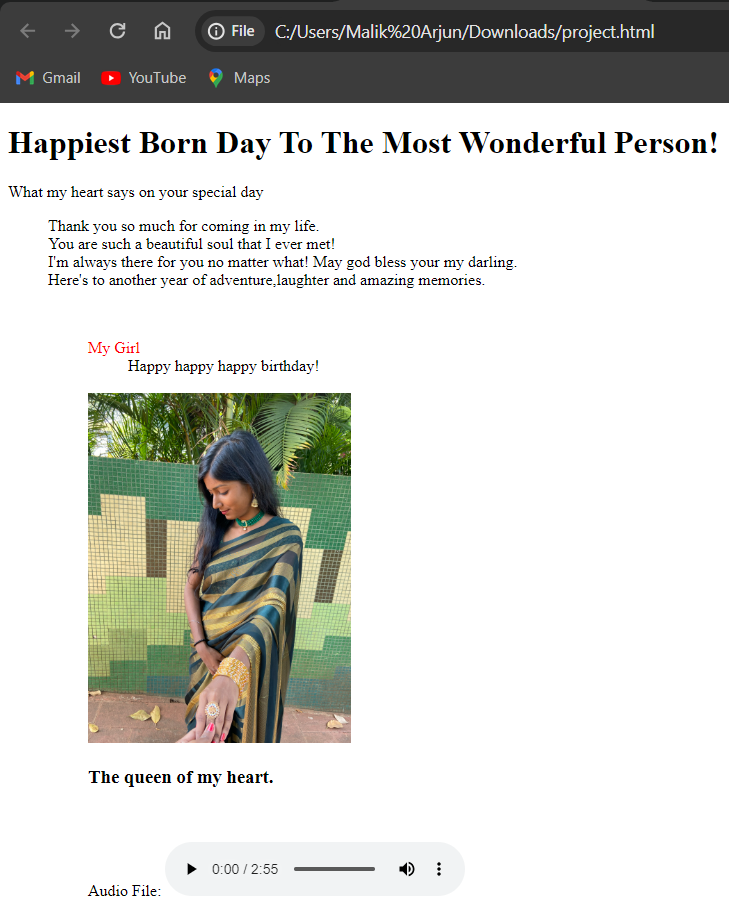 File
C:/Users/Malik%20Arjun/Downloads/project.html
Gmail
YouTube
Maps
Happiest Born Day To The Most Wonderful Person!
What my heart says on your special day
Thank you so much for coming in my life.
You are such a beautiful soul that I ever met!
I'm always there for you no matter what! May god bless your my darling.
Here's to another year of adventure,laughter and amazing memories.
My Girl
Happy happy happy birthday!
The queen of my heart.
Audio File:
0:00 / 2:55